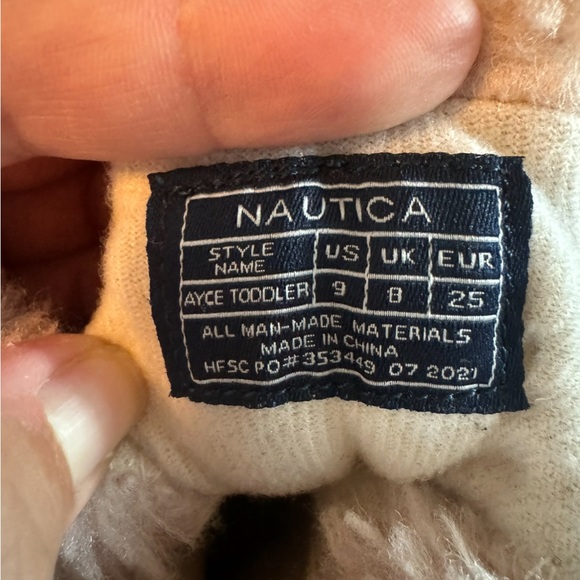 NAUTICA
STYLE NAME US UK EUR
AYCE TODDLER 9 8 25
ALL MAN-MADE MATERIALS
MADE IN CHINA
HFSC PO# 353449 07 2021